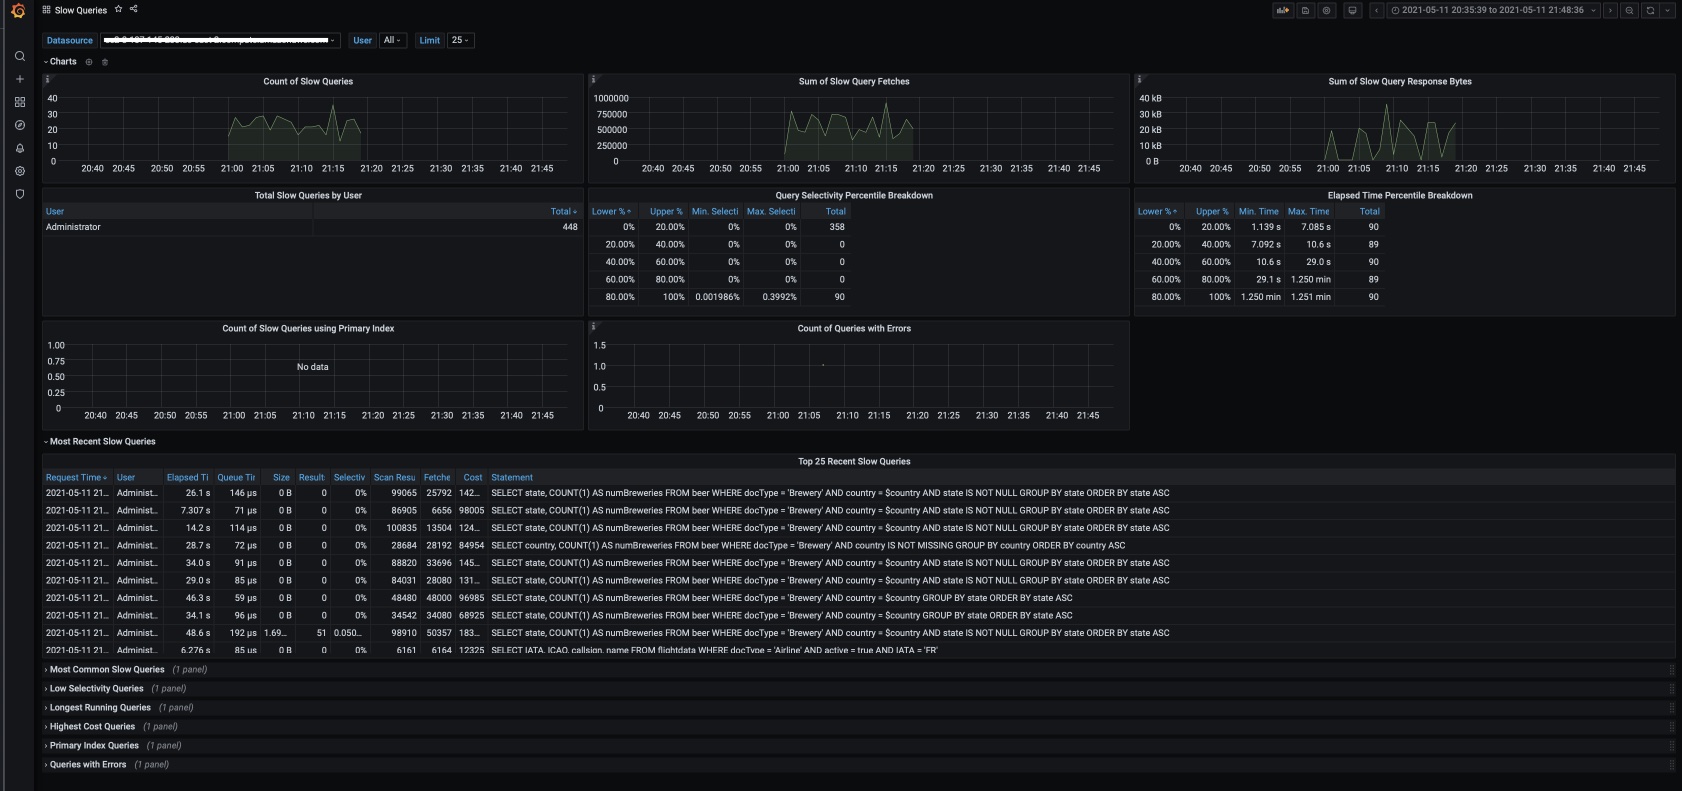 Slow Queries
2021-05-11 20:35:39 to 2021-05-11 21:48:36
Datasource User All Limit 25
Charts
Count of Slow Queries
40
30
20
10
0
20:40 20:45 20:50 20:55 21:00 21:05 21:10 21:15 21:20 21:25 21:30 21:35 21:40 21:45
Sum of Slow Query Fetches
1000000
750000
500000
250000
0
20:40 20:45 20:50 20:55 21:00 21:05 21:10 21:15 21:20 21:25 21:30 21:35 21:40 21:45
Sum of Slow Query Response Bytes
40 kB
30 kB
20 kB
10 kB
0 B
20:40 20:45 20:50 20:55 21:00 21:05 21:10 21:15 21:20 21:25 21:30 21:35 21:40 21:45
Total Slow Queries by User
User Total
Administrator 448
Query Selectivity Percentile Breakdown
Lower % Upper % Min. Selecti Max. Selecti Total
0% 20.00% 0% 0% 358
20.00% 40.00% 0% 0% 0
40.00% 60.00% 0% 0% 0
60.00% 80.00% 0% 0% 0
80.00% 100% 0.001986% 0.3992% 90
Elapsed Time Percentile Breakdown
Lower % Upper % Min. Time Max. Time Total
0% 20.00% 1.139 s 7.085 s 90
20.00% 40.00% 7.092 s 10.6 s 89
40.00% 60.00% 10.6 s 29.0 s 90
60.00% 80.00% 29.1 s 1.250 min 89
80.00% 100% 1.250 min 1.251 min 90
Count of Slow Queries using Primary Index
1.00
0.75
0.50
0.25
0
No data
20:40 20:45 20:50 20:55 21:00 21:05 21:10 21:15 21:20 21:25 21:30 21:35 21:40 21:45
Count of Queries with Errors
1.5
1.0
0.5
0
20:40 20:45 20:50 20:55 21:00 21:05 21:10 21:15 21:20 21:25 21:30 21:35 21:40 21:45
Most Recent Slow Queries
Top 25 Recent Slow Queries
Request Time User Elapsed Ti Queue Tir Size Result Selectiv Scan Resu Fetche Cost Statement
2021-05-11 21... Administ... 26.1 s 146 µs 0 B 0 0% 99065 25792 142... SELECT state, COUNT(1) AS numBreweries FROM beer WHERE docType = 'Brewery' AND country = $country AND state IS NOT NULL GROUP BY state ORDER BY state ASC
2021-05-11 21... Administ... 7.307 s 71 µs 0 B 0 0% 86905 6656 98005 SELECT state, COUNT(1) AS numBreweries FROM beer WHERE docType = 'Brewery' AND country = $country AND state IS NOT NULL GROUP BY state ORDER BY state ASC
2021-05-11 21... Administ... 14.2 s 114 µs 0 B 0 0% 100835 13504 124... SELECT state, COUNT(1) AS numBreweries FROM beer WHERE docType = 'Brewery' AND country = $country AND state IS NOT NULL GROUP BY state ORDER BY state ASC
2021-05-11 21... Administ... 28.7 s 72 µs 0 B 0 0% 28684 28192 84954 SELECT country, COUNT(1) AS numBreweries FROM beer WHERE docType = 'Brewery' AND country IS NOT MISSING GROUP BY country ORDER BY country ASC
2021-05-11 21... Administ... 34.0 s 91 µs 0 B 0 0% 88820 33696 145... SELECT state, COUNT(1) AS numBreweries FROM beer WHERE docType = 'Brewery' AND country = $country AND state IS NOT NULL GROUP BY state ORDER BY state ASC
2021-05-11 21... Administ... 29.0 s 85 µs 0 B 0 0% 84031 28080 131... SELECT state, COUNT(1) AS numBreweries FROM beer WHERE docType = 'Brewery' AND country = $country AND state IS NOT NULL GROUP BY state ORDER BY state ASC
2021-05-11 21... Administ... 46.3 s 59 µs 0 B 0 0% 48480 48000 96985 SELECT state, COUNT(1) AS numBreweries FROM beer WHERE docType = 'Brewery' AND country = $country GROUP BY state ORDER BY state ASC
2021-05-11 21... Administ... 34.1 s 96 µs 0 B 0 0% 34542 34080 68925 SELECT state, COUNT(1) AS numBreweries FROM beer WHERE docType = 'Brewery' AND country = $country GROUP BY state ORDER BY state ASC
2021-05-11 21... Administ... 48.6 s 192 µs 1.69... 51 0.050... 98910 50357 183... SELECT state, COUNT(1) AS numBreweries FROM beer WHERE docType = 'Brewery' AND country = $country AND state IS NOT NULL GROUP BY state ORDER BY state ASC
2021-05-11 21... Administ... 6.276 s 85 µs 0 B 0 0% 6161 6164 12325 SELECT IATA, ICAO, callsign, name FROM flightdata WHERE docType = 'Airline' AND active = true AND IATA = 'FR'
Most Common Slow Queries (1 panel)
Low Selectivity Queries (1 panel)
Longest Running Queries (1 panel)
Highest Cost Queries (1 panel)
Primary Index Queries (1 panel)
Queries with Errors (1 panel)